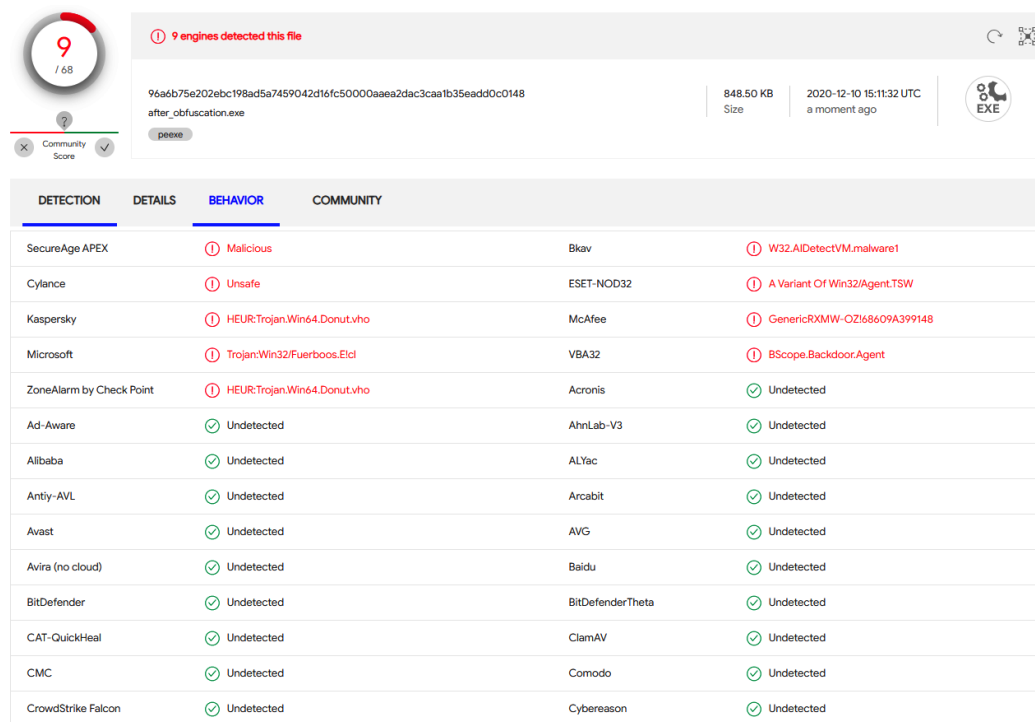 9
/ 68
?
Community
Score
9 engines detected this file
96a6b75e202ebc198ad5a7459042d16fc50000aaea2dac3caa1b35eadd0c0148
after_obfuscation.exe
peexe
848.50 KB
Size
2020-12-10 15:11:32 UTC
a moment ago
EXE
DETECTION DETAILS BEHAVIOR COMMUNITY
SecureAge APEX Malicious Bkav W32.AIDetectVM.malware1
Cylance Unsafe ESET-NOD32 A Variant Of Win32/Agent.TSW
Kaspersky HEUR:Trojan.Win64.Donut.vho McAfee GenericRXMW-OZ!68609A399148
Microsoft Trojan:Win32/Fuerboos.E!cl VBA32 BScope.Backdoor.Agent
ZoneAlarm by Check Point HEUR:Trojan.Win64.Donut.vho Acronis Undetected
Ad-Aware Undetected AhnLab-V3 Undetected
Alibaba Undetected ALYac Undetected
Antiy-AVL Undetected Arcabit Undetected
Avast Undetected AVG Undetected
Avira (no cloud) Undetected Baidu Undetected
BitDefender Undetected BitDefenderTheta Undetected
CAT-QuickHeal Undetected ClamAV Undetected
CMC Undetected Comodo Undetected
CrowdStrike Falcon Undetected Cybereason Undetected